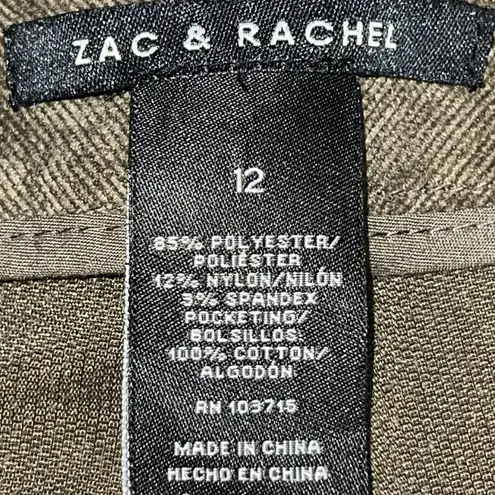 ZAC & RACHEL
12
85% POLYESTER/
POLIÉSTER
12% NYLON/NILÓN
3% SPANDEX
POCKETING/
BOLSILLOS:
100% COTTON/
ALGODÓN
RN 103715
MADE IN CHINA
HECHO EN CHINA